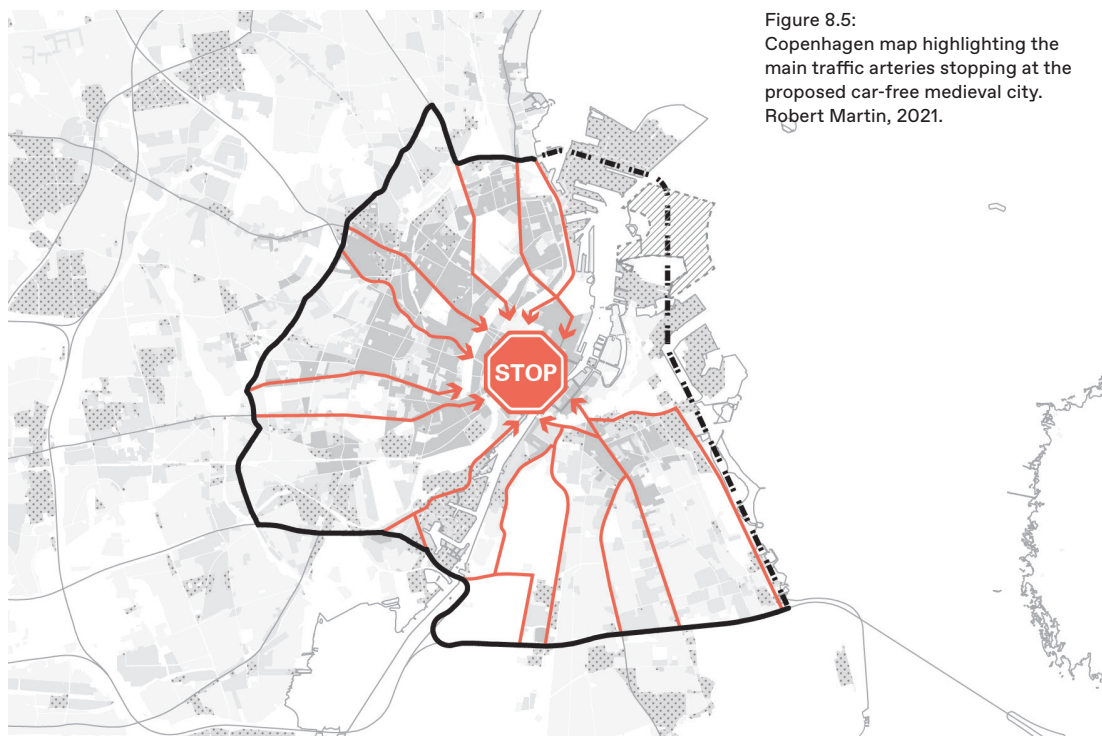 Figure 8.5:
Copenhagen map highlighting the
main traffic arteries stopping at the
proposed car-free medieval city.
Robert Martin, 2021.
STOP